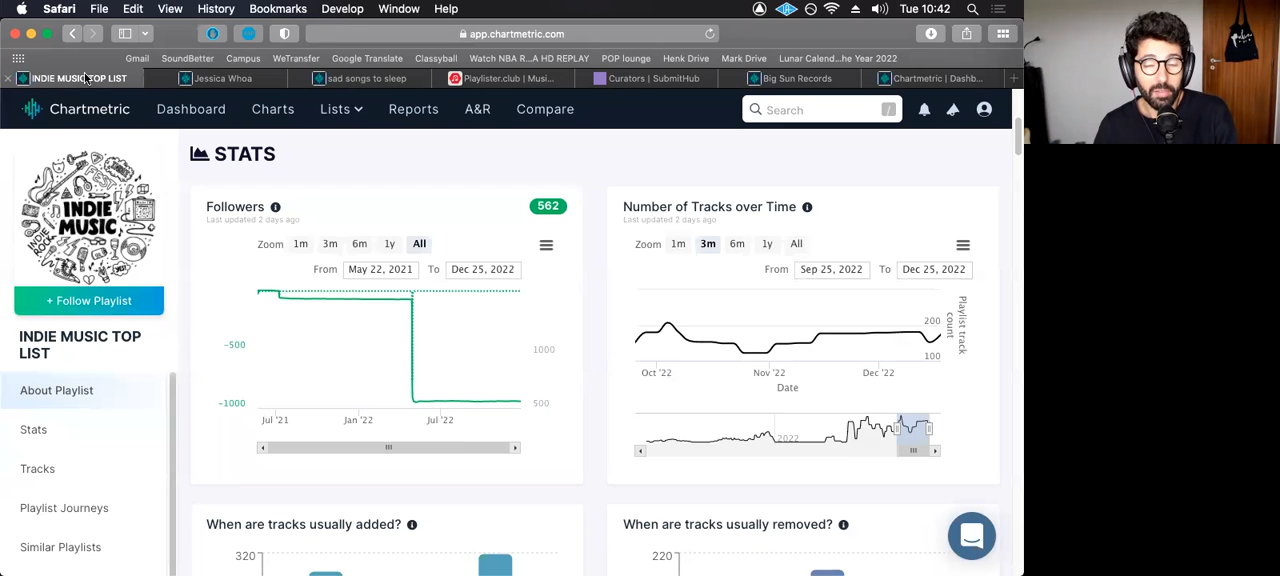 Safari File Edit View History Bookmarks Develop Window Help Tue 10:42
app.chartmetric.com
Gmail SoundBetter Campus Google Translate Classyball Watch NBA R...A HD REPLAY POP lounge Henk Drive Mark Drive Lunar Calend...he Year 2022
INDIE MUSIC TOP LIST Jessica Whoa sad songs to sleep Playlister.club | Musi... Curators | SubmitHub Big Sun Records Chartmetric | Dashb...
Chartmetric Dashboard Charts Lists Reports A&R Compare Search /
INDIE MUSIC
INDIE ROCK
FEST
+ Follow Playlist
INDIE MUSIC TOP
LIST
About Playlist
Stats
Tracks
Playlist Journeys
Similar Playlists
STATS
Followers 562
Last updated 2 days ago
Zoom 1m 3m 6m 1y All
From May 22, 2021 To Dec 25, 2022
-500
-1000
1000
500
Jul '21 Jan '22 Jul '22
Number of Tracks over Time
Last updated 2 days ago
Zoom 1m 3m 6m 1y All
From Sep 25, 2022 To Dec 25, 2022
200
100
Playlist track count
Oct '22 Nov '22 Dec '22
Date
2022
When are tracks usually added?
320
When are tracks usually removed?
220